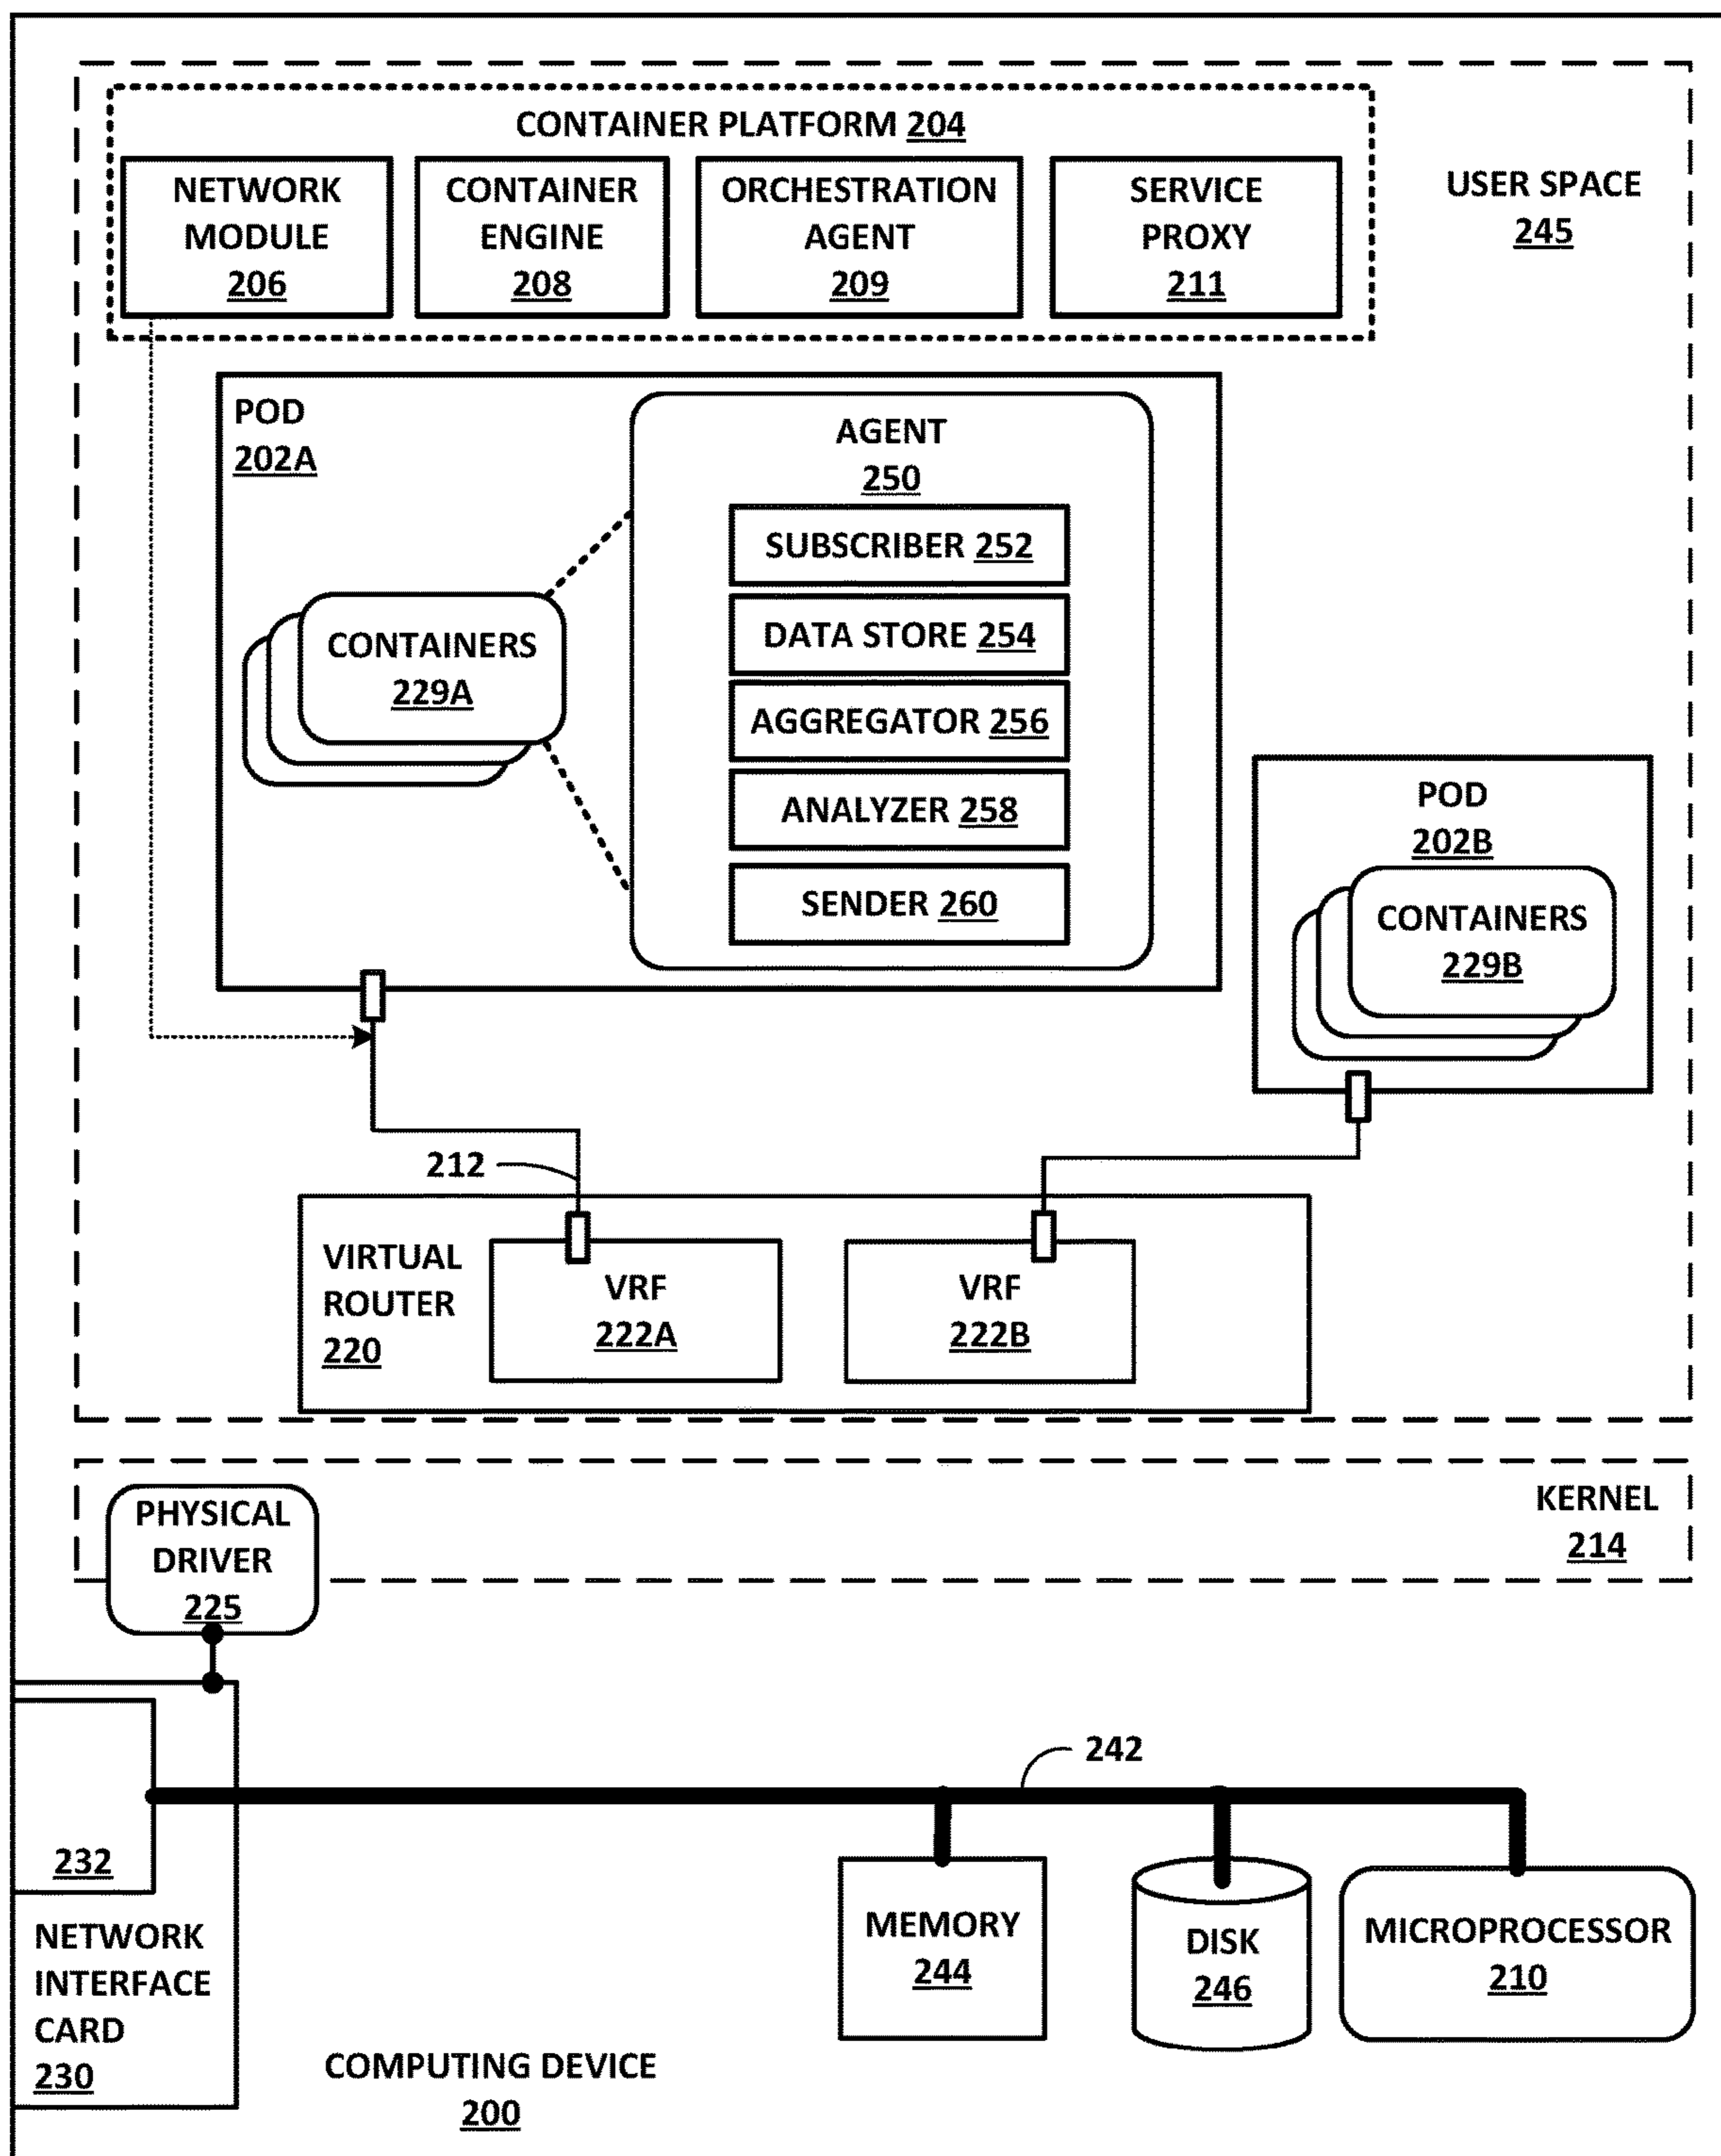 CONTAINER PLATFORM 204
NETWORK
MODULE
206
CONTAINER
ENGINE
208
ORCHESTRATION
AGENT
209
SERVICE
PROXY
211
USER SPACE
245
POD
202A
AGENT
250
SUBSCRIBER 252
DATA STORE 254
AGGREGATOR 256
ANALYZER 258
SENDER 260
CONTAINERS
229A
POD
202B
CONTAINERS
229B
212
VIRTUAL
ROUTER
220
VRF
222A
VRF
222B
KERNEL
214
PHYSICAL
DRIVER
225
242
232
NETWORK
INTERFACE
CARD
230
MEMORY
244
DISK
246
MICROPROCESSOR
210
COMPUTING DEVICE
200